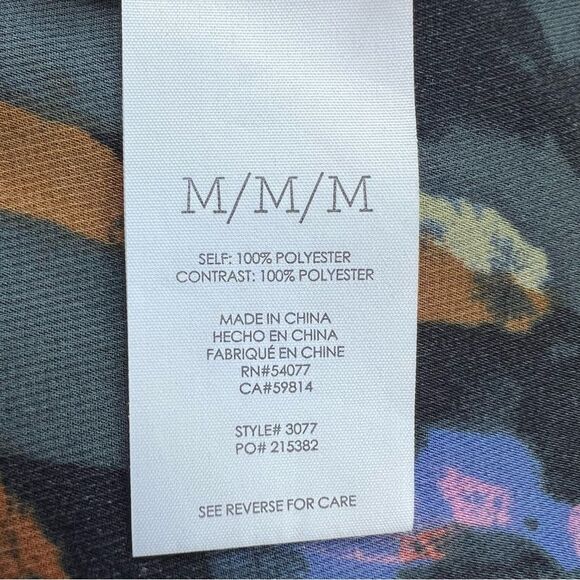 M/M/M
SELF: 100% POLYESTER
CONTRAST: 100% POLYESTER
MADE IN CHINA
HECHO EN CHINA
FABRIQUÉ EN CHINE
RN#54077
CA#59814
STYLE# 3077
PO# 215382
SEE REVERSE FOR CARE